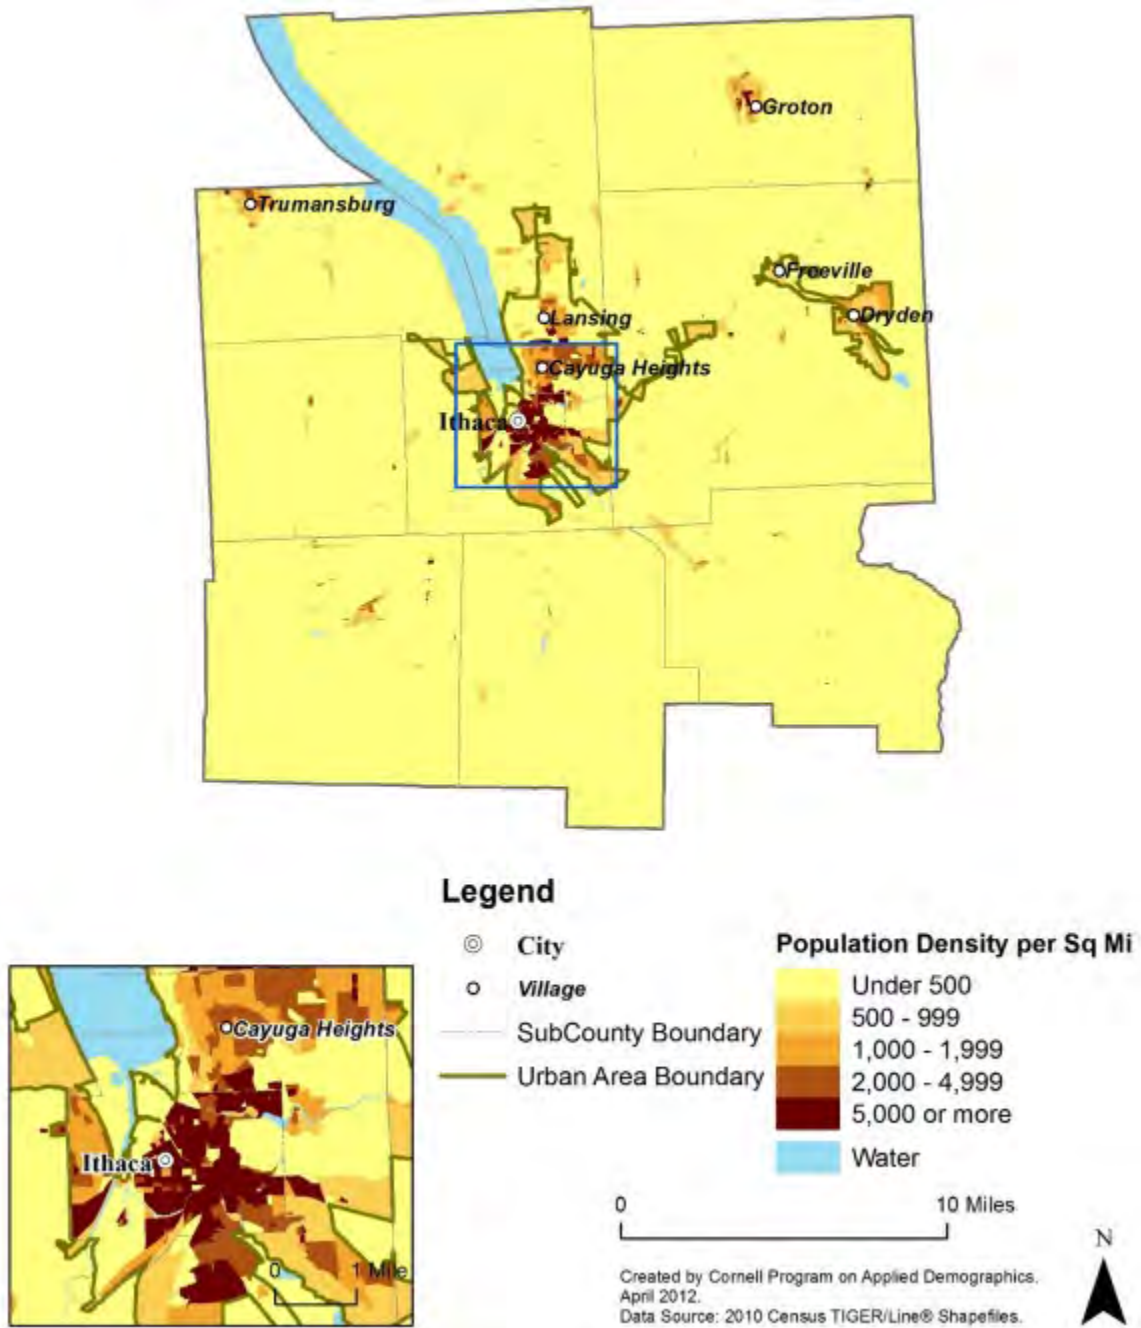 Groton
Trumansburg
Freeville
Lansing
Dryden
Cayuga Heights
Ithaca
Legend
City
Village
SubCounty Boundary
Urban Area Boundary
Population Density per Sq Mi
Under 500
500 - 999
1,000 - 1,999
2,000 - 4,999
5,000 or more
Water
Cayuga Heights
Ithaca
0 1 Mile
0 10 Miles
N
Created by Cornell Program on Applied Demographics.
April 2012.
Data Source: 2010 Census TIGER/Line® Shapefiles.